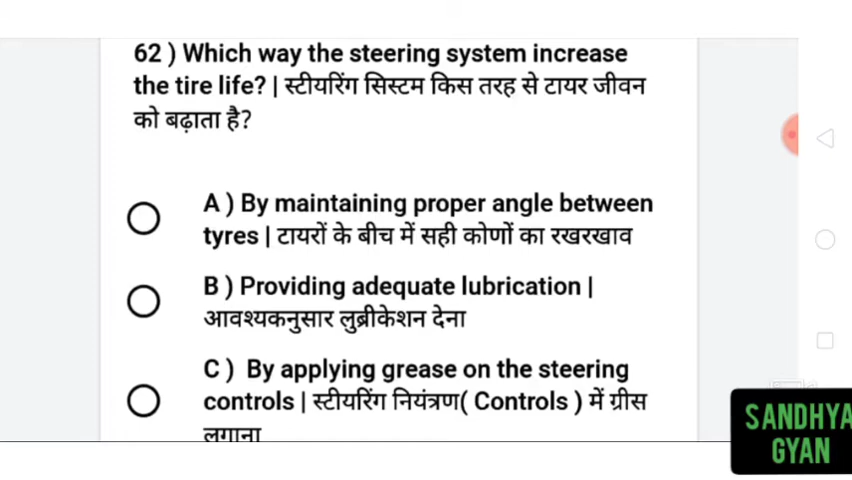 62 ) Which way the steering system increase
the tire life? | स्टीयरिंग सिस्टम किस तरह से टायर जीवन
को बढ़ाता है?
A ) By maintaining proper angle between
tyres | टायरों के बीच में सही कोणों का रखरखाव
B ) Providing adequate lubrication |
आवश्यकनुसार लुब्रीकेशन देना
C ) By applying grease on the steering
controls | स्टीयरिंग नियंत्रण( Controls ) में ग्रीस
लगाना
SANDHYA
GYAN